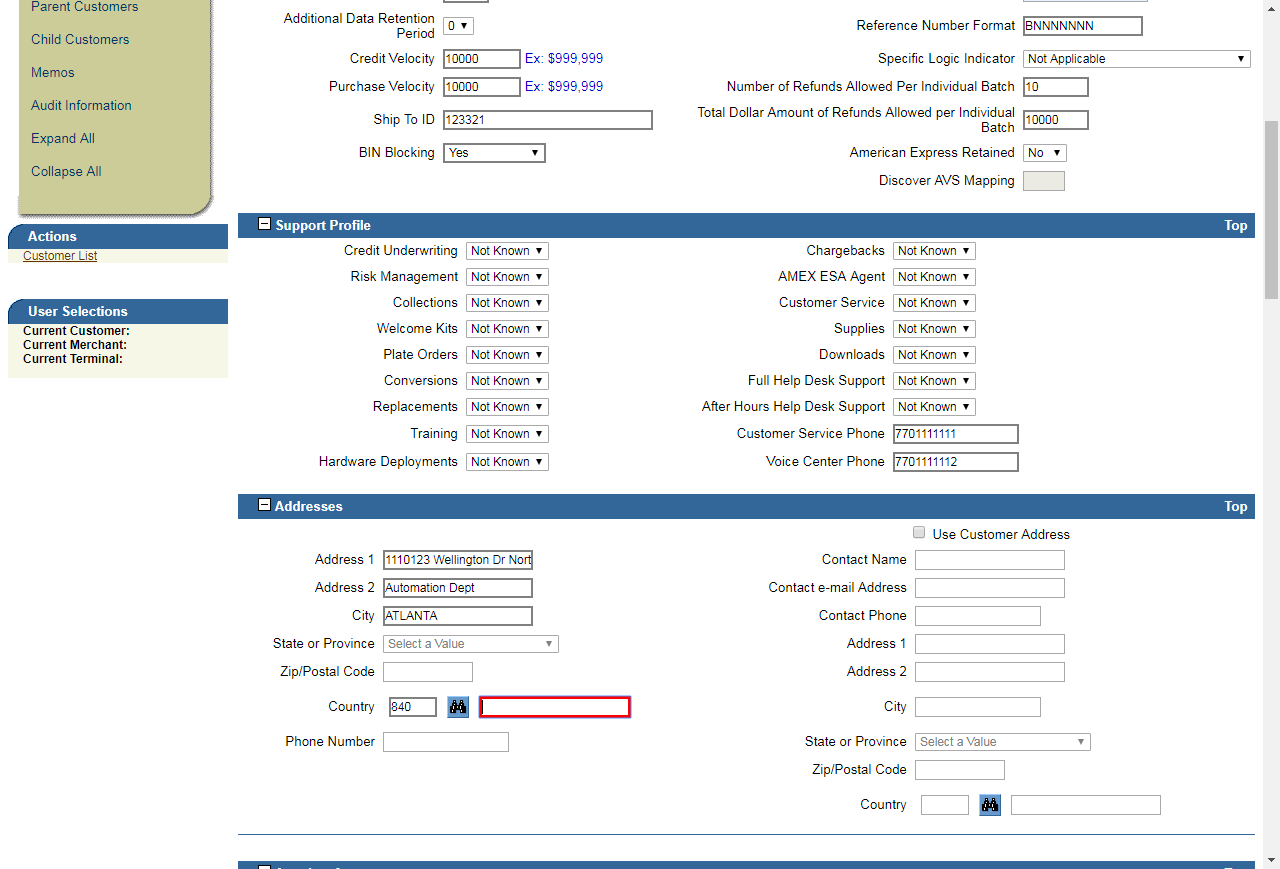 Parent Customers
Child Customers
Memos
Audit Information
Expand All
Collapse All
Actions
Customer List
User Selections
Current Customer:
Current Merchant:
Current Terminal:
Additional Data Retention
Period 0
Reference Number Format BNNNNNNN
Credit Velocity 10000 Ex: $999,999
Specific Logic Indicator Not Applicable
Purchase Velocity 10000 Ex: $999,999
Number of Refunds Allowed Per Individual Batch 10
Ship To ID 123321
Total Dollar Amount of Refunds Allowed per Individual
Batch 10000
BIN Blocking Yes
American Express Retained No
Discover AVS Mapping
Support Profile Top
Credit Underwriting Not Known Chargebacks Not Known
Risk Management Not Known AMEX ESA Agent Not Known
Collections Not Known Customer Service Not Known
Welcome Kits Not Known Supplies Not Known
Plate Orders Not Known Downloads Not Known
Conversions Not Known Full Help Desk Support Not Known
Replacements Not Known After Hours Help Desk Support Not Known
Training Not Known Customer Service Phone 7701111111
Hardware Deployments Not Known Voice Center Phone 7701111112
Addresses Top
Use Customer Address
Address 1 1110123 Wellington Dr Nort Contact Name
Address 2 Automation Dept Contact e-mail Address
City ATLANTA Contact Phone
State or Province Select a Value Address 1
Zip/Postal Code Address 2
Country 840 City
Phone Number State or Province Select a Value
Zip/Postal Code
Country